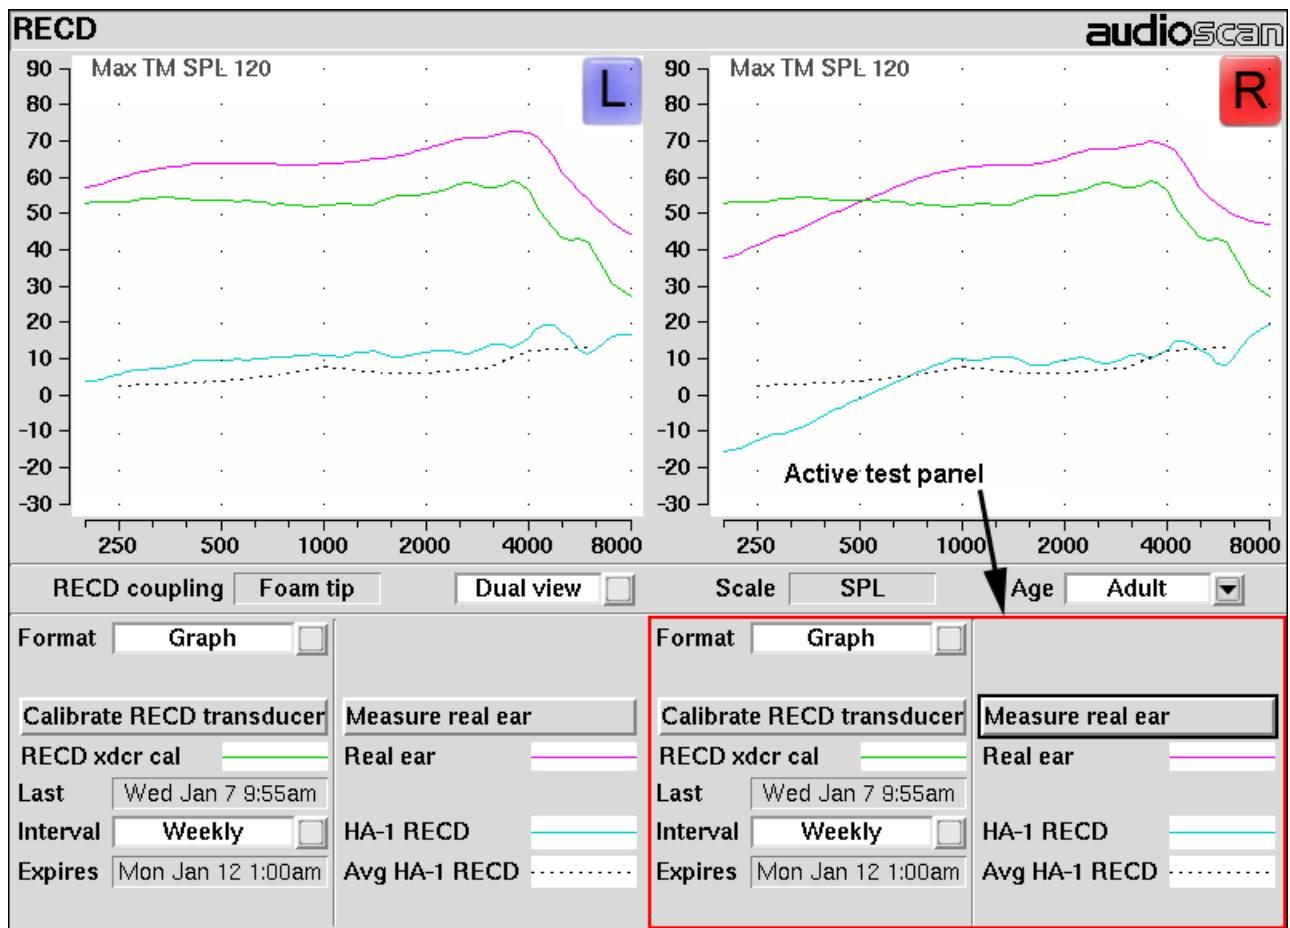 RECD audioscan
90 Max TM SPL 120 L 90 Max TM SPL 120 R
80 80
70 70
60 60
50 50
40 40
30 30
20 20
10 10
0 0
-10 -10
-20 -20 Active test panel
-30 -30
250 500 1000 2000 4000 8000 250 500 1000 2000 4000 8000
RECD coupling Foam tip Dual view Scale SPL Age Adult
Format Graph Format Graph
Calibrate RECD transducer Measure real ear Calibrate RECD transducer Measure real ear
RECD xdcr cal Real ear RECD xdcr cal Real ear
Last Wed Jan 7 9:55am Last Wed Jan 7 9:55am
Interval Weekly HA-1 RECD Interval Weekly HA-1 RECD
Expires Mon Jan 12 1:00am Avg HA-1 RECD Expires Mon Jan 12 1:00am Avg HA-1 RECD